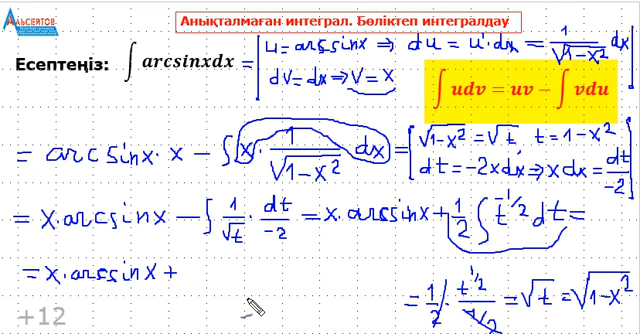 Альсеитов
Анықталмаған интеграл. Бөліктеп интегралдау
Есептеңіз: ∫ arcsinxdx = [u = arcsinx ⇒ du = u'·dx = 1/√(1-x²) dx
dv = dx ⇒ v = x]
∫ udv = uv − ∫ vdu
= arcsinx · x − ∫ x · 1/√(1-x²) dx = [√(1-x²) = √t, t = 1-x²
dt = -2xdx ⇒ xdx = dt/-2]
= x·arcsinx − ∫ 1/√t · dt/-2 = x·arcsinx + 1/2 ∫ t^(-1/2) dt =
= x·arcsinx +
= 1/2 · t^(1/2)/(1/2) = √t = √(1-x²)
+12